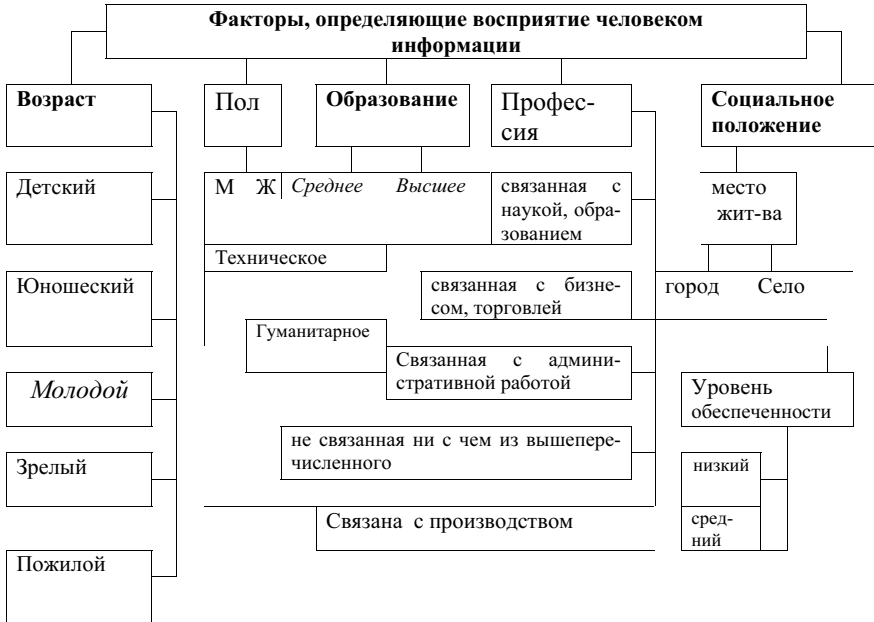 Факторы, определяющие восприятие человеком
информации
Возраст
Пол
Образование
Профес-
сия
Социальное
положение
Детский
М Ж
Среднее Высшее
связанная с
наукой, обра-
зованием
место
жит-ва
Техническое
Юношеский
связанная с бизне-
сом, торговлей
город Село
Гуманитарное
Связанная с админи-
стративной работой
Молодой
Уровень
обеспеченности
не связанная ни с чем из вышепере-
численного
Зрелый
низкий
Связана с производством
сред-
ний
Пожилой